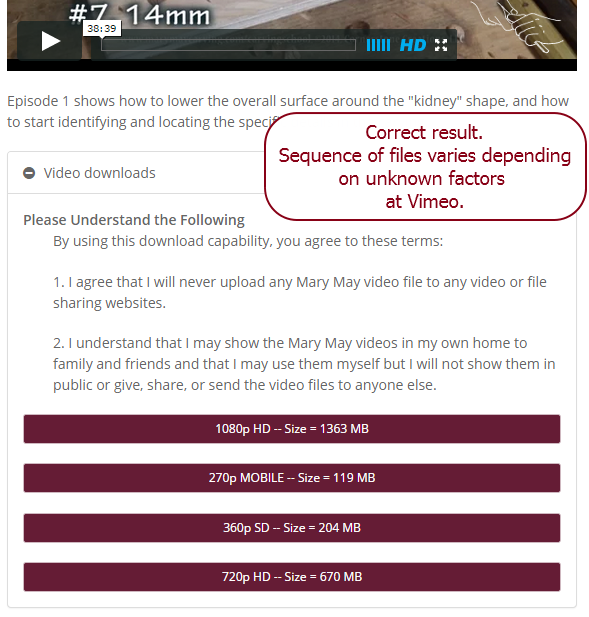 #7 14mm
38:39
HD
Episode 1 shows how to lower the overall surface around the "kidney" shape, and how
to start identifying and locating the
Correct result.
Sequence of files varies depending
on unknown factors
at Vimeo.
Video downloads
Please Understand the Following
By using this download capability, you agree to these terms:
1. I agree that I will never upload any Mary May video file to any video or file
sharing websites.
2. I understand that I may show the Mary May videos in my own home to
family and friends and that I may use them myself but I will not show them in
public or give, share, or send the video files to anyone else.
1080p HD -- Size = 1363 MB
270p MOBILE -- Size = 119 MB
360p SD -- Size = 204 MB
720p HD -- Size = 670 MB